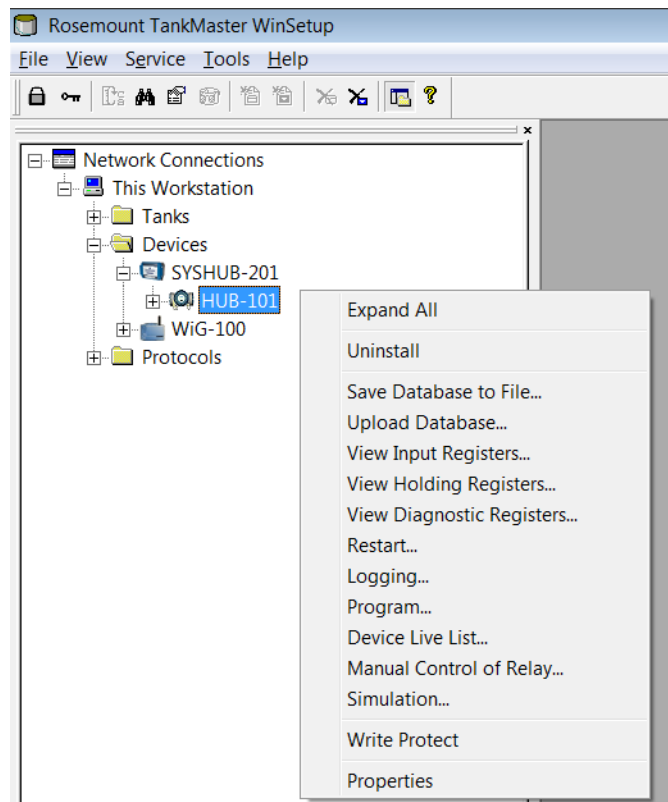 Rosemount TankMaster WinSetup
File View Service Tools Help
Network Connections
This Workstation
Tanks
Devices
SYSHUB-201
HUB-101
WiG-100
Protocols
Expand All
Uninstall
Save Database to File...
Upload Database...
View Input Registers...
View Holding Registers...
View Diagnostic Registers...
Restart...
Logging...
Program...
Device Live List...
Manual Control of Relay...
Simulation...
Write Protect
Properties